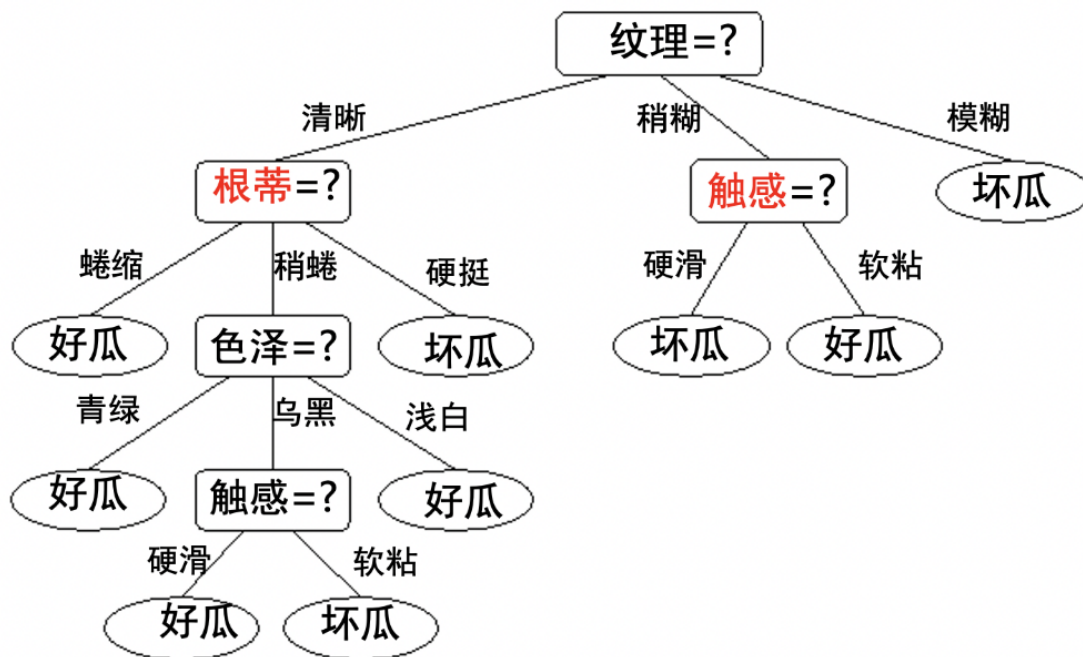 纹理=?
清晰 稍糊 模糊
根蒂=? 触感=? 坏瓜
蜷缩 稍蜷 硬挺 硬滑 软粘
好瓜 色泽=? 坏瓜 坏瓜 好瓜
青绿 乌黑 浅白
好瓜 触感=? 好瓜
硬滑 软粘
好瓜 坏瓜